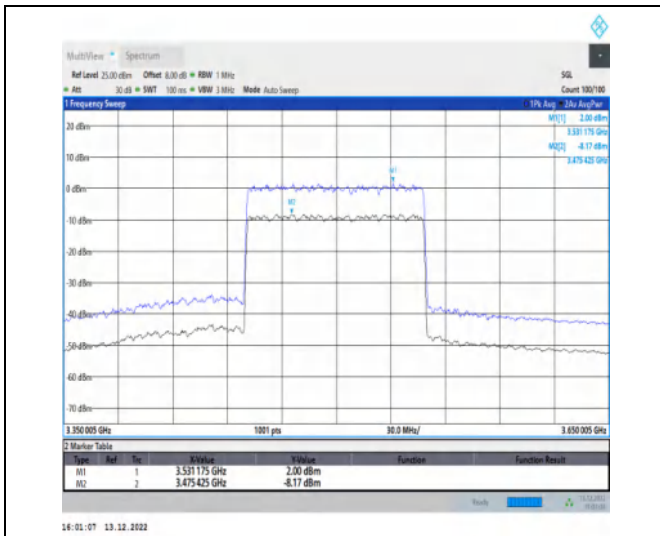 MultiView Spectrum
Ref Level 25.00 dBm Offset 8.00 dB RBW 1 MHz SGL
Att 30 dB SWT 100 ms VBW 3 MHz Mode Auto Sweep Count 100/100
1 Frequency Sweep 1Pk Avg 2Av AvgPwr
M1[1] 2.00 dBm
3.531 175 GHz
M2[2] -8.17 dBm
3.475 425 GHz
20 dBm
10 dBm
M1
0 dBm
M2
-10 dBm
-20 dBm
-30 dBm
-40 dBm
-50 dBm
-60 dBm
-70 dBm
3.350 005 GHz 1001 pts 30.0 MHz/ 3.650 005 GHz
2 Marker Table
Type Ref Trc X-Value Y-Value Function Function Result
M1 1 3.531 175 GHz 2.00 dBm
M2 2 3.475 425 GHz -8.17 dBm
Ready 13.12.2022
16:01:07 13.12.2022